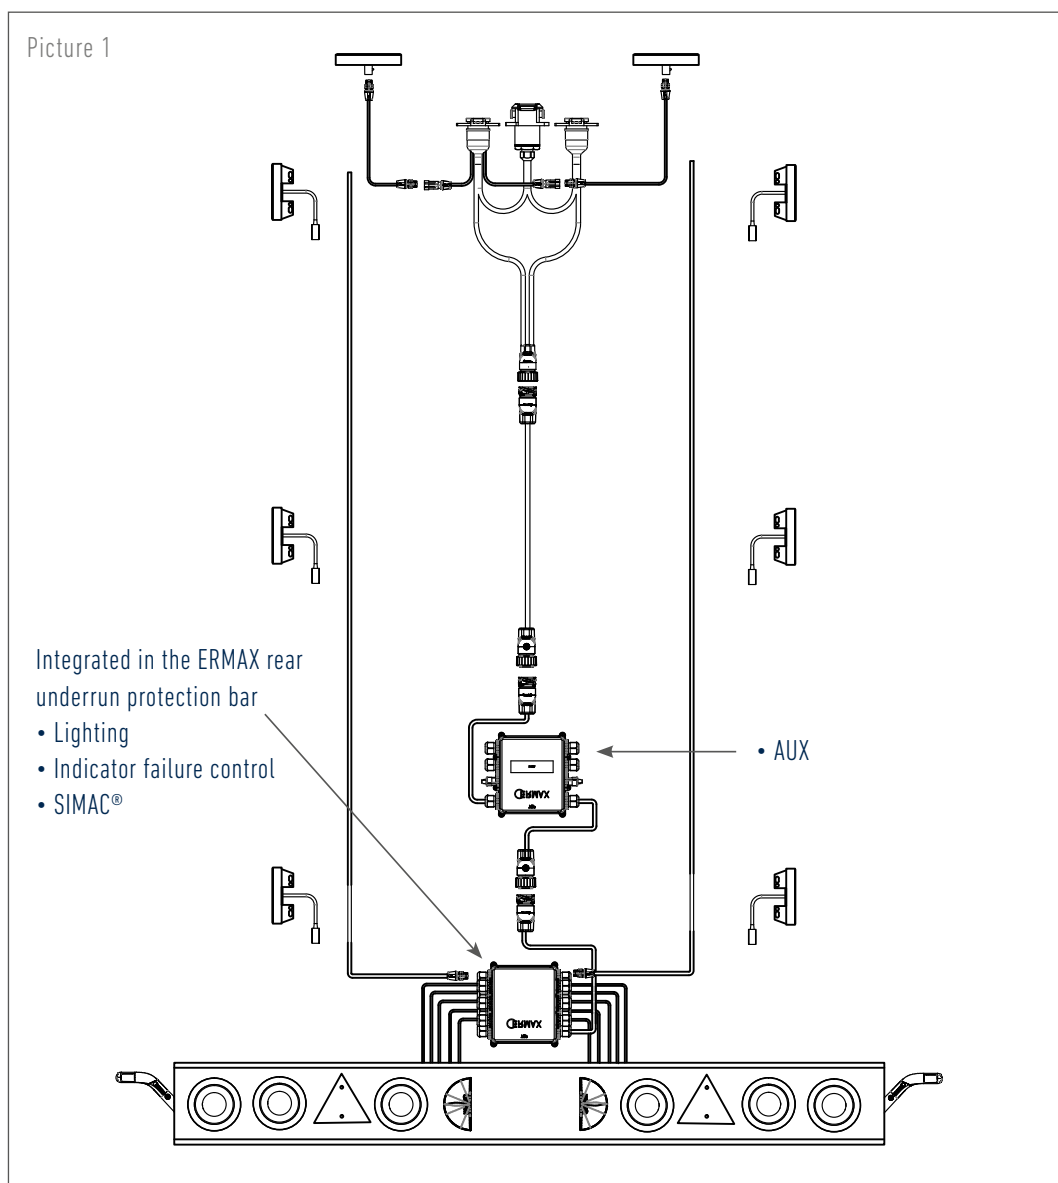 Picture 1
Integrated in the ERMAX rear
underrun protection bar
• Lighting
• Indicator failure control
• SIMAC®
• AUX
ERMAX
ERMAX